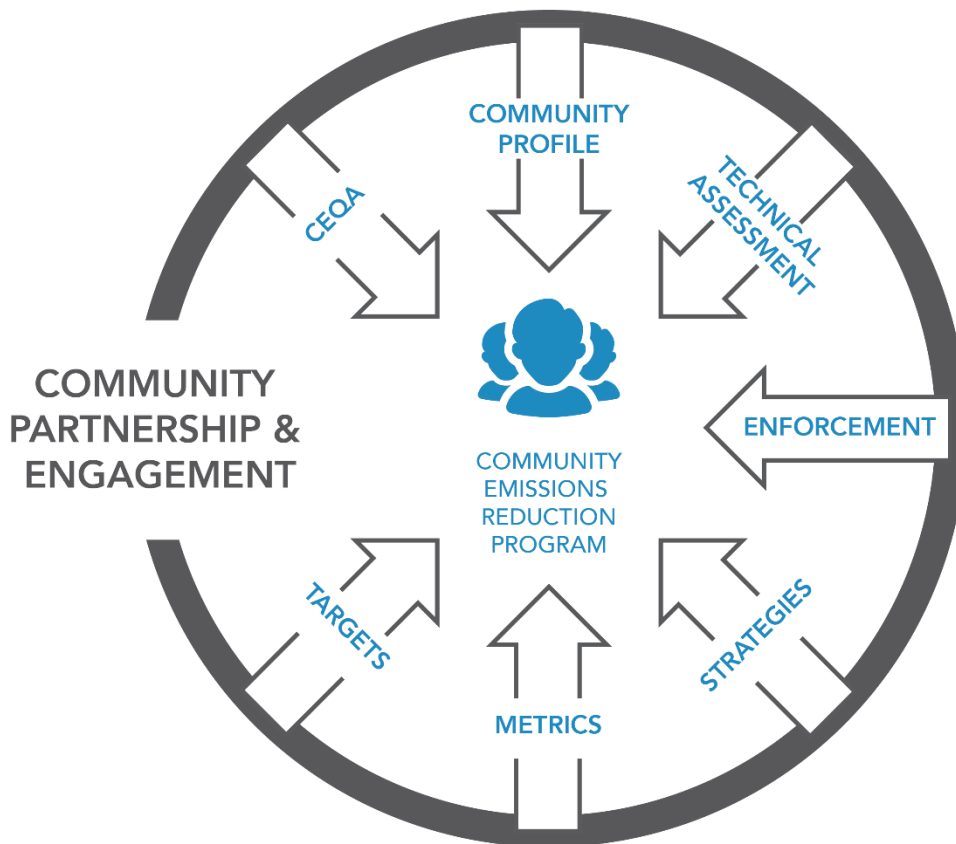 COMMUNITY
PROFILE
TECHNICAL
ASSESSMENT
CEQA
COMMUNITY
PARTNERSHIP &
ENGAGEMENT
ENFORCEMENT
COMMUNITY
EMISSIONS
REDUCTION
PROGRAM
TARGETS
STRATEGIES
METRICS